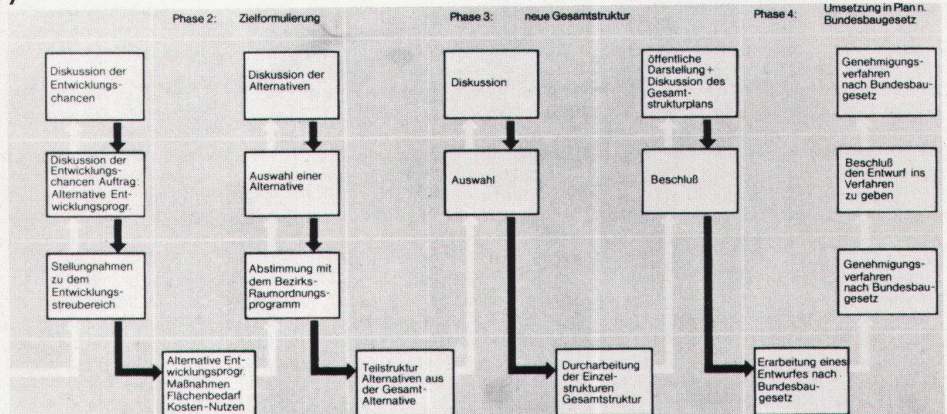 Phase 2: Zielformulierung
Phase 3: neue Gesamtstruktur
Phase 4: Umsetzung in Plan n.
Bundesbaugesetz
Diskussion der
Entwicklungs-
chancen
Diskussion der
Alternativen
Diskussion
öffentliche
Darstellung+
Diskussion des
Gesamt-
strukturplans
Genehmigungs-
verfahren
nach Bundesbau-
gesetz
Diskussion der
Entwicklungs-
chancen Auftrag:
Alternative Ent-
wicklungsprogr.
Auswahl einer
Alternative
Auswahl
Beschluß
Beschluß
den Entwurf ins
Verfahren
zu geben
Stellungnahmen
zu dem
Entwicklungs-
streubereich
Abstimmung mit
dem Bezirks-
Raumordnungs-
programm
Genehmigungs-
verfahren
nach Bundesbau-
gesetz
Alternative Ent-
wicklungsprogr.
Maßnahmen
Flächenbedarf
Kosten-Nutzen
Teilstruktur
Alternativen aus
der Gesamt-
Alternative
Durcharbeitung
der Einzel-
strukturen
Gesamtstruktur
Erarbeitung eines
Entwurfes nach
Bundesbau-
gesetz